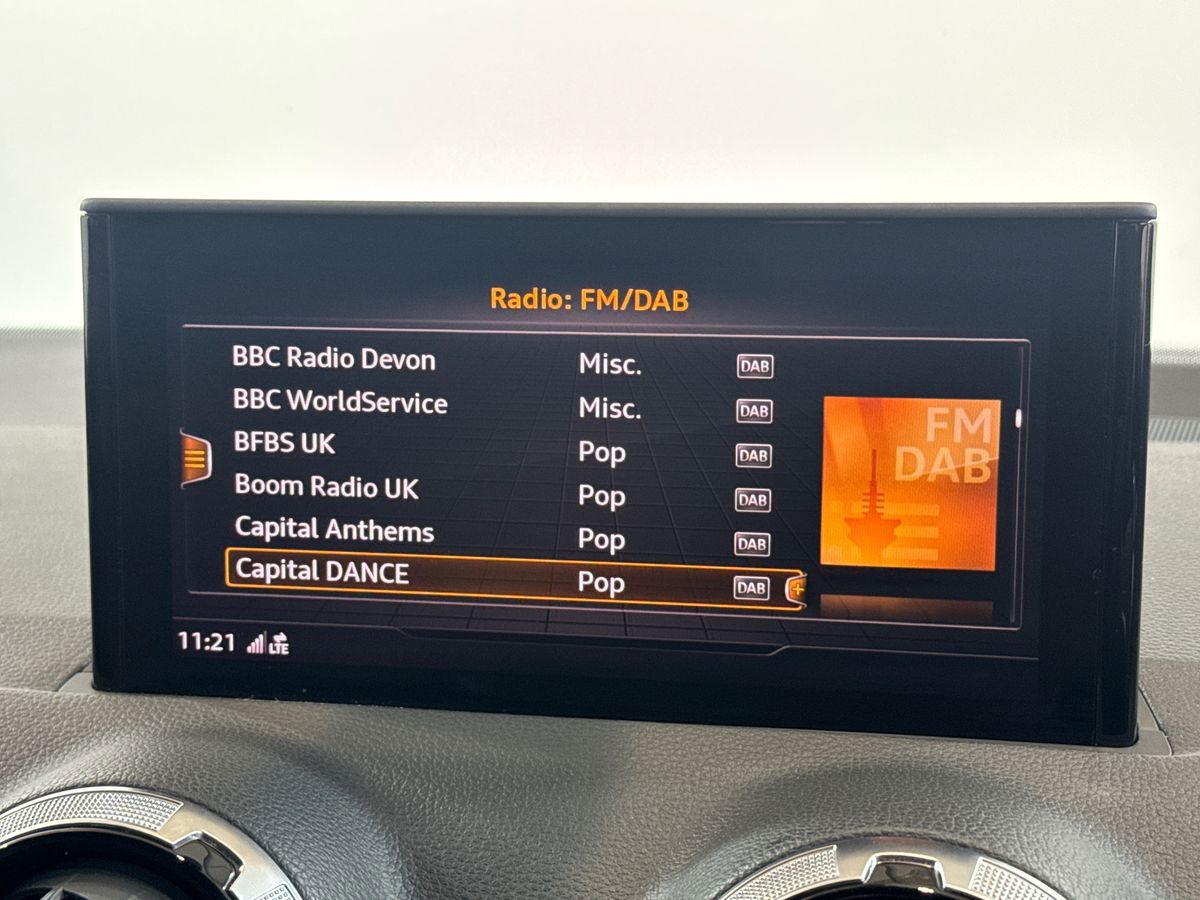 Radio: FM/DAB
BBC Radio Devon Misc. DAB
BBC WorldService Misc. DAB
BFBS UK Pop DAB
Boom Radio UK Pop DAB
Capital Anthems Pop DAB
Capital DANCE Pop DAB
FM
DAB
11:21 LTE